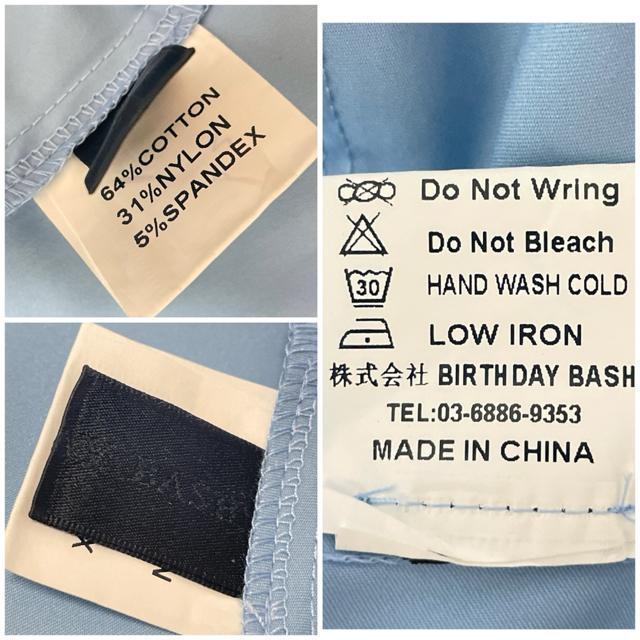 64%COTTON
31%NYLON
5%SPANDEX
Do Not Wring
Do Not Bleach
30
HAND WASH COLD
LOW IRON
株式会社 BIRTHDAY BASH
TEL:03-6886-9353
MADE IN CHINA
BASH